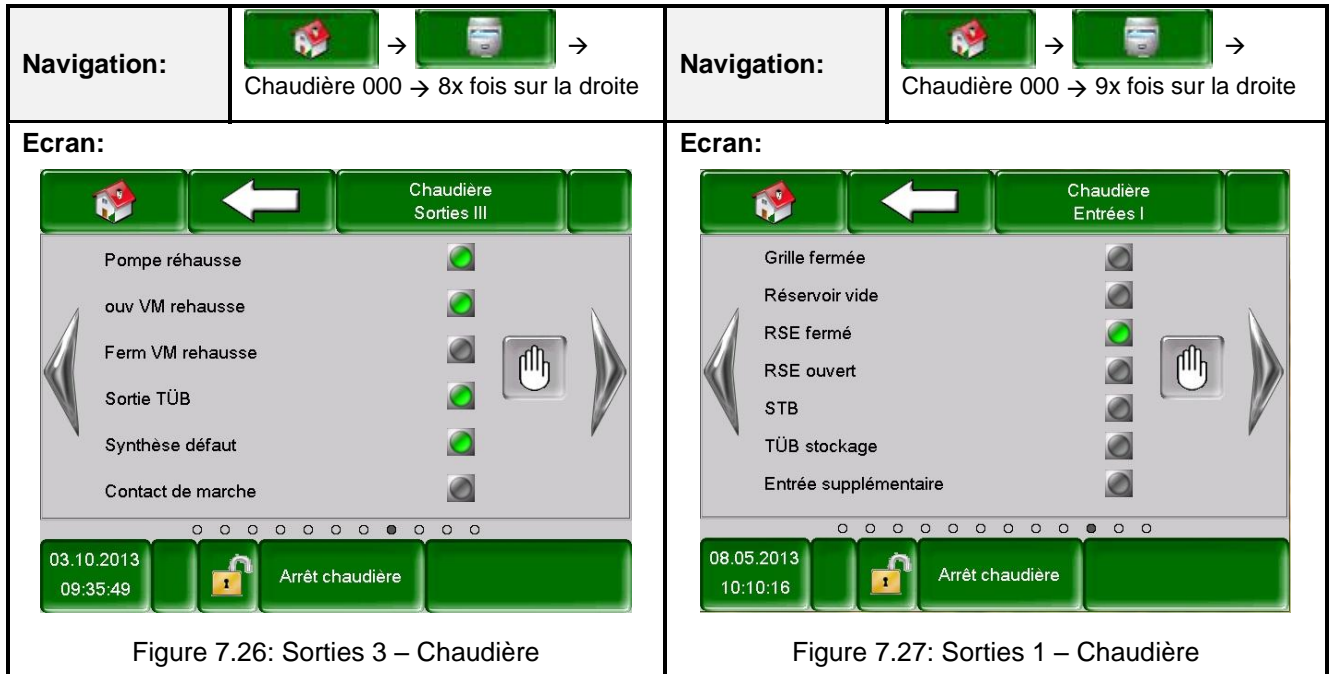 Navigation:
→ →
Chaudière 000 → 8x fois sur la droite
Ecran:
Chaudière
Sorties III
Pompe réhausse
ouv VM rehausse
Ferm VM rehausse
Sortie TÜB
Synthèse défaut
Contact de marche
03.10.2013
09:35:49
Arrêt chaudière
Figure 7.26: Sorties 3 – Chaudière
Navigation:
→ →
Chaudière 000 → 9x fois sur la droite
Ecran:
Chaudière
Entrées I
Grille fermée
Réservoir vide
RSE fermé
RSE ouvert
STB
TÜB stockage
Entrée supplémentaire
08.05.2013
10:10:16
Arrêt chaudière
Figure 7.27: Sorties 1 – Chaudière